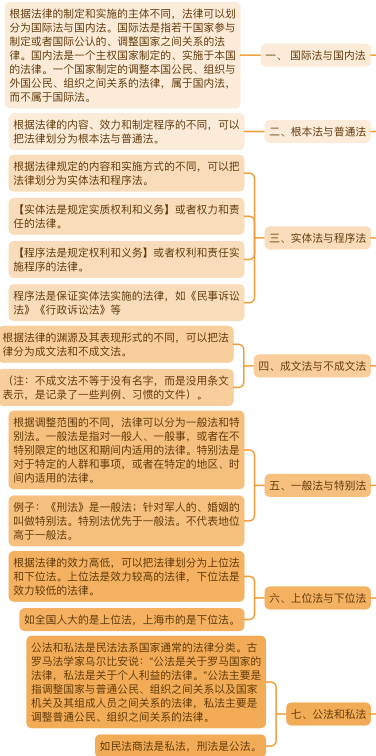 根据法律的制定和实施的主体不同，法律可以划
分为国际法与国内法。国际法是指若干国家参与
制定或者国际公认的、调整国家之间关系的法
律。国内法是一个主权国家制定的、实施于本国
的法律。一个国家制定的调整本国公民、组织与
外国公民、组织之间关系的法律，属于国内法，
而不属于国际法。
一、 国际法与国内法
根据法律的内容、效力和制定程序的不同，可以
把法律划分为根本法与普通法。
二、根本法与普通法
根据法律规定的内容和实施方式的不同，可以把
法律划分为实体法和程序法。
【实体法是规定实质权利和义务】或者权力和责
任的法律。
【程序法是规定权利和义务】或者权利和责任实
施程序的法律。
程序法是保证实体法实施的法律，如《民事诉讼
法》《行政诉讼法》等
三、实体法与程序法
根据法律的渊源及其表现形式的不同，可以把法
律分为成文法和不成文法。
（注：不成文法不等于没有名字，而是没用条文
表示，是记录了一些判例、习惯的文件）。
四、成文法与不成文法
根据调整范围的不同，法律可以分为一般法和特
别法。一般法是指对一般人、一般事，或者在不
特别限定的地区和期间内适用的法律。特别法是
对于特定的人群和事项，或者在特定的地区、时
间内适用的法律。
例子：《刑法》是一般法；针对军人的、婚姻的
叫做特别法。特别法优先于一般法。不代表地位
高于一般法。
五、一般法与特别法
根据法律的效力高低，可以把法律划分为上位法
和下位法。上位法是效力较高的法律，下位法是
效力较低的法律。
如全国人大的是上位法，上海市的是下位法。
六、上位法与下位法
公法和私法是民法法系国家通常的法律分类。古
罗马法学家乌尔比安说：“公法是关于罗马国家的
法律，私法是关于个人利益的法律。”公法主要是
指调整国家与普通公民、组织之间关系以及国家
机关及其组成人员之间关系的法律，私法主要是
调整普通公民、组织之间关系的法律。
如民法商法是私法，刑法是公法。
七、公法和私法